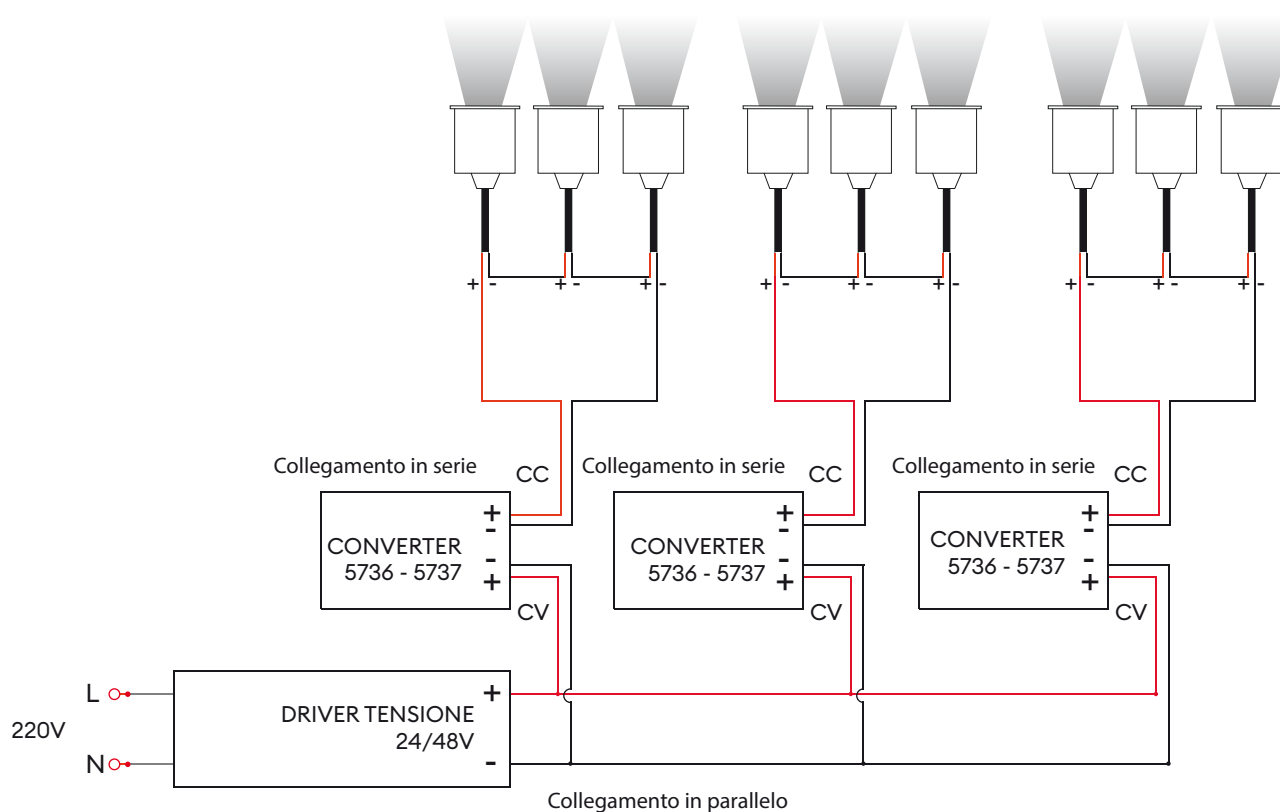 + - + - + -
+ - + - + -
+ - + - + -
Collegamento in serie
CC
Collegamento in serie
CC
Collegamento in serie
CC
+
-
CONVERTER
5736 - 5737
-
+
CV
+
-
CONVERTER
5736 - 5737
-
+
CV
+
-
CONVERTER
5736 - 5737
-
+
CV
L
220V
N
+
DRIVER TENSIONE
24/48V
-
Collegamento in parallelo